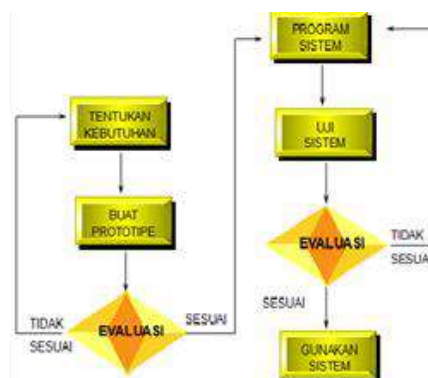 TENTUKAN
KEBUTUHAN
BUAT
PROTOTIPE
EVALUASI
TIDAK
SESUAI
SESUAI
PROGRAM
SISTEM
UJI
SISTEM
EVALUASI
TIDAK
SESUAI
SESUAI
GUNAKAN
SISTEM